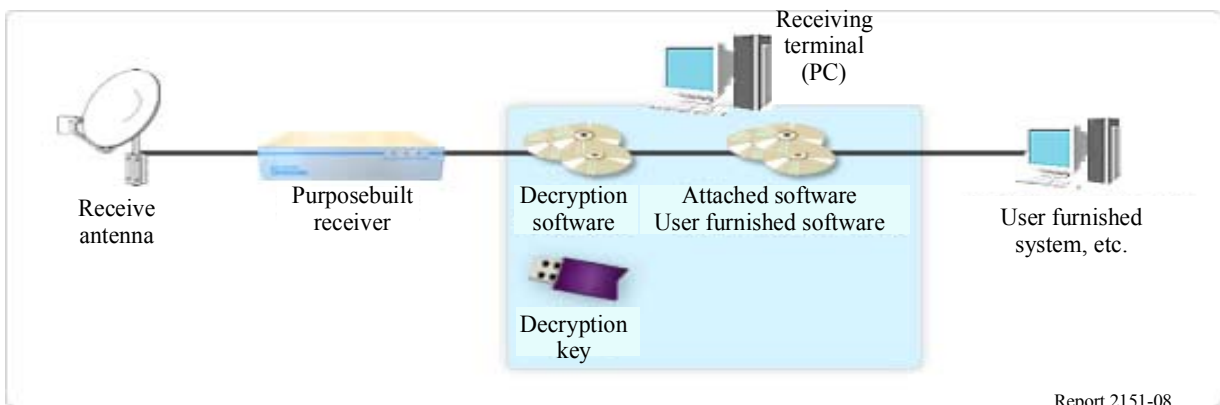 Receiving
terminal
(PC)
Receive
antenna
Purposebuilt
receiver
Decryption
software
Attached software
User furnished software
User furnished
system, etc.
Decryption
key
Report 2151-08